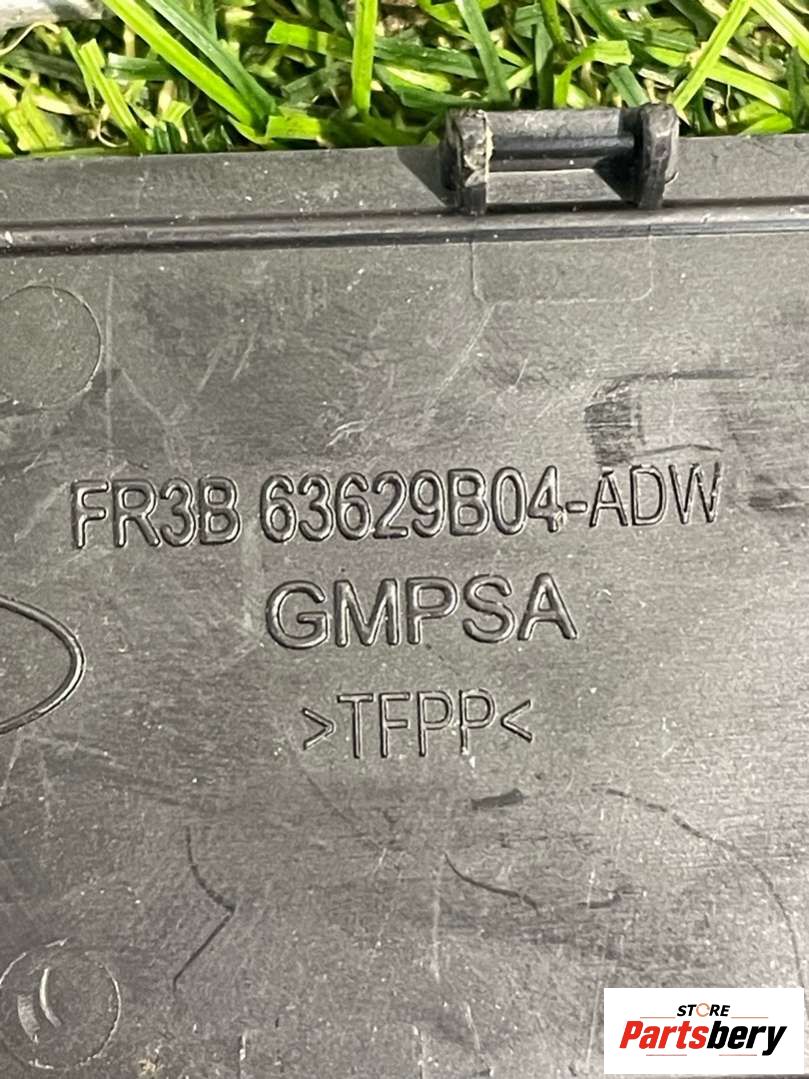 FR3B 63629B04-ADW
GMPSA
>TFPP<
STORE
Partsbery